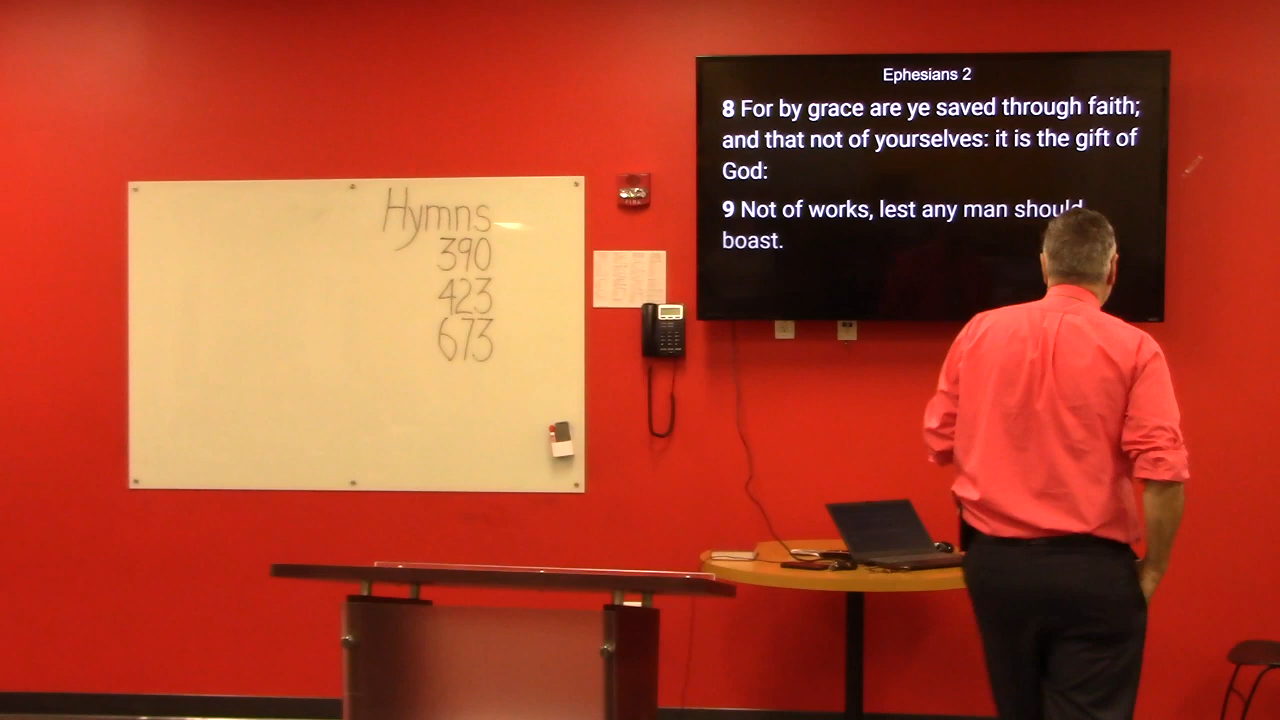 Hymns
390
423
673
FIRE
Ephesians 2
8 For by grace are ye saved through faith;
and that not of yourselves: it is the gift of
God:
9 Not of works, lest any man should
boast.